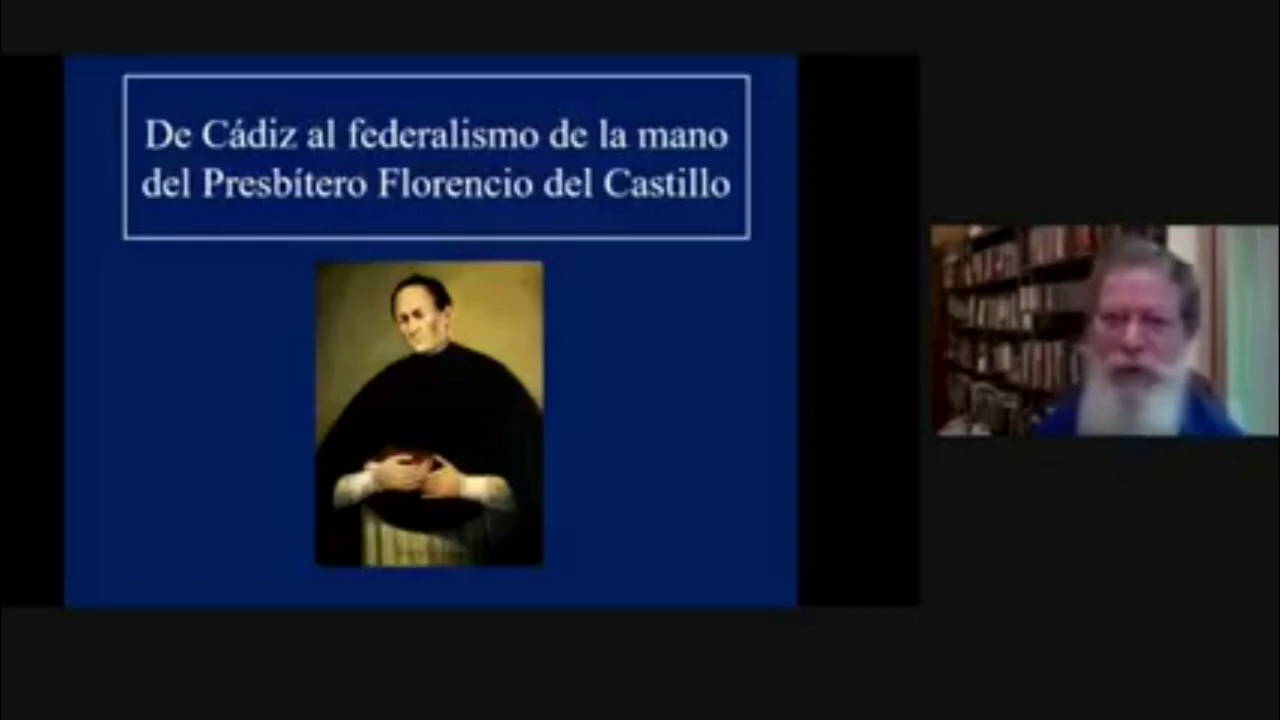 De Cádiz al federalismo de la mano
del Presbítero Florencio del Castillo